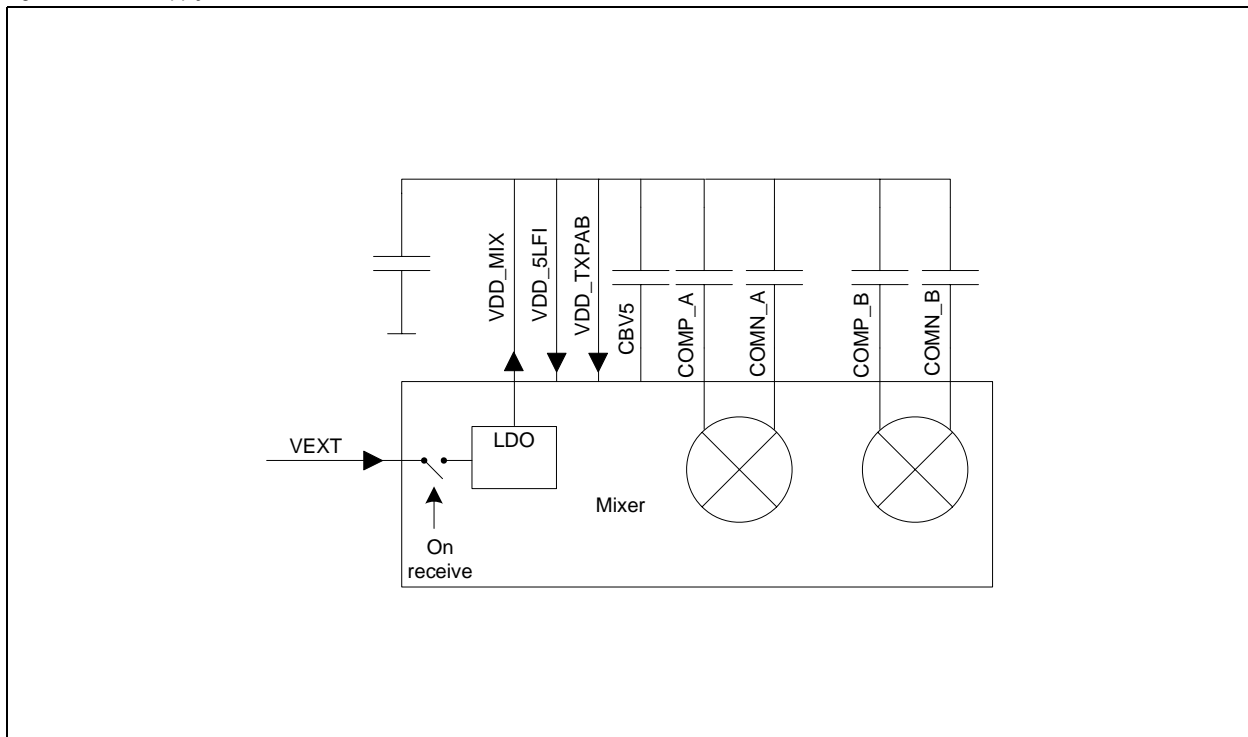 VDD_MIX
VDD_5LFI
VDD_TXPAB
CBV5
COMP_A
COMN_A
COMP_B
COMN_B
VEXT
LDO
Mixer
On
receive